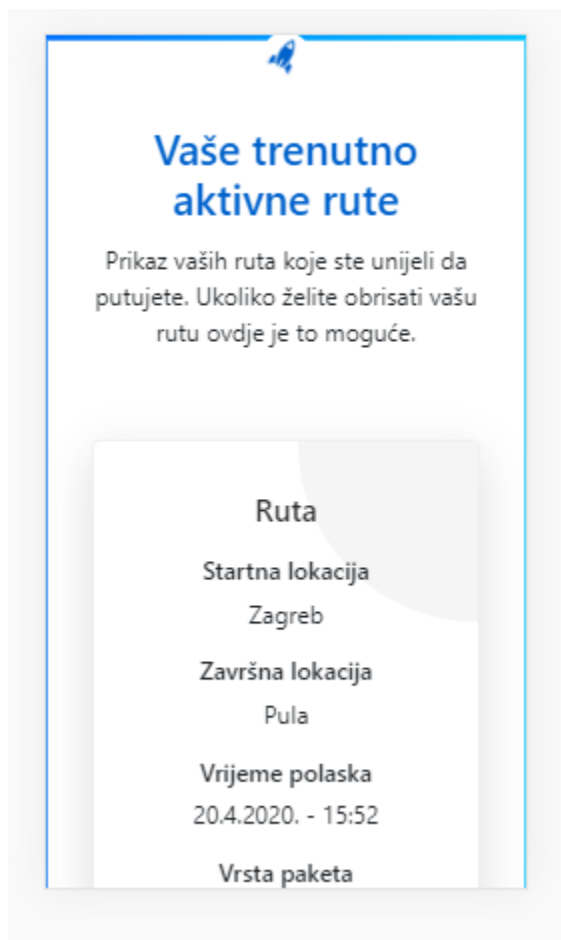 Vaše trenutno
aktivne rute
Prikaz vaših ruta koje ste unijeli da
putujete. Ukoliko želite obrisati vašu
rutu ovdje je to moguće.
Ruta
Startna lokacija
Zagreb
Završna lokacija
Pula
Vrijeme polaska
20.4.2020. - 15:52
Vrsta paketa